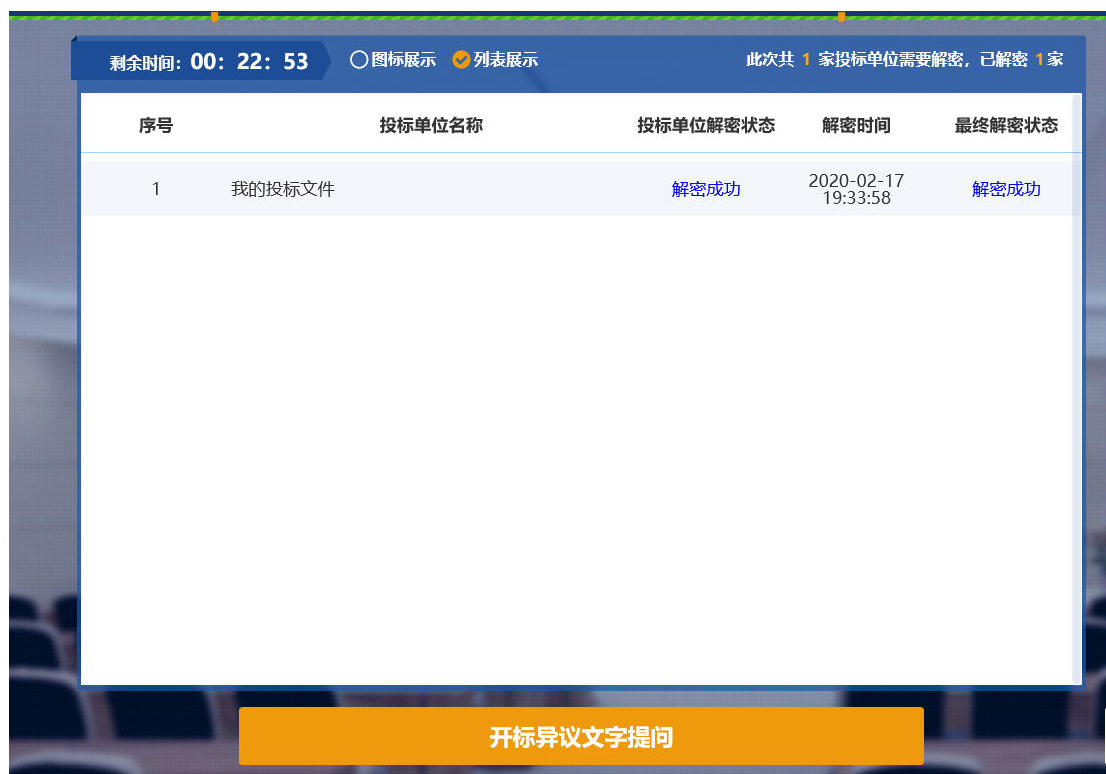 剩余时间：00：22：53 图标展示 列表展示 此次共 1 家投标单位需要解密，已解密 1 家
序号 投标单位名称 投标单位解密状态 解密时间 最终解密状态
1 我的投标文件 解密成功 2020-02-17 19:33:58 解密成功
开标异议文字提问